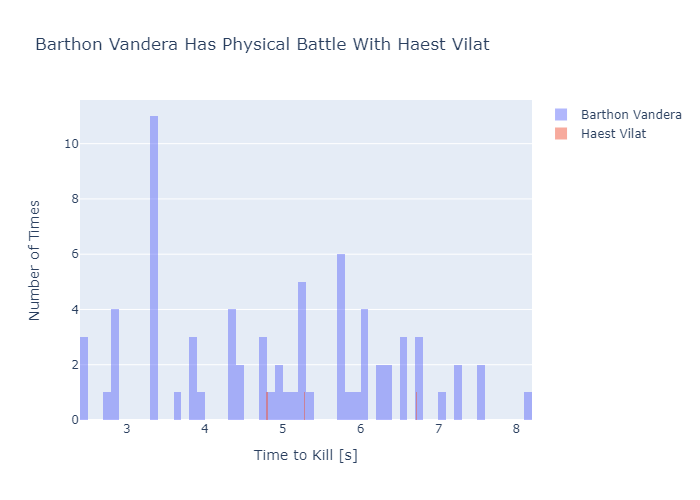 Barthon Vandera Has Physical Battle With Haest Vilat
Barthon Vandera
Haest Vilat
Number of Times
10
8
6
4
2
0
3
4
5
6
7
8
Time to Kill [s]